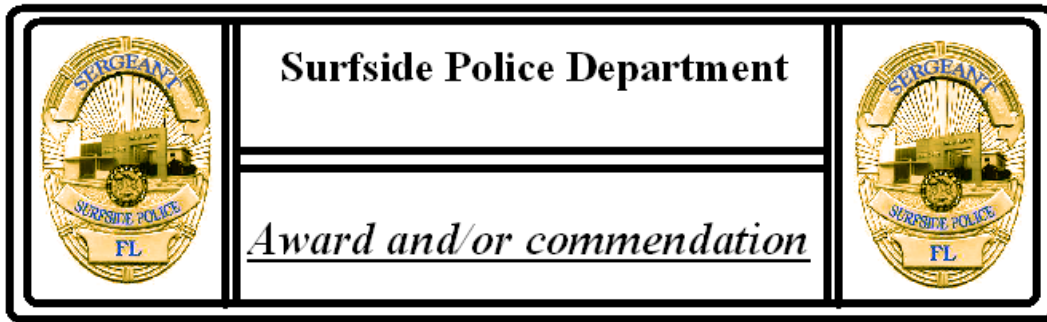 SERGEANT
SURFSIDE POLICE
FL
Surfside Police Department
Award and/or commendation
SERGEANT
SURFSIDE POLICE
FL